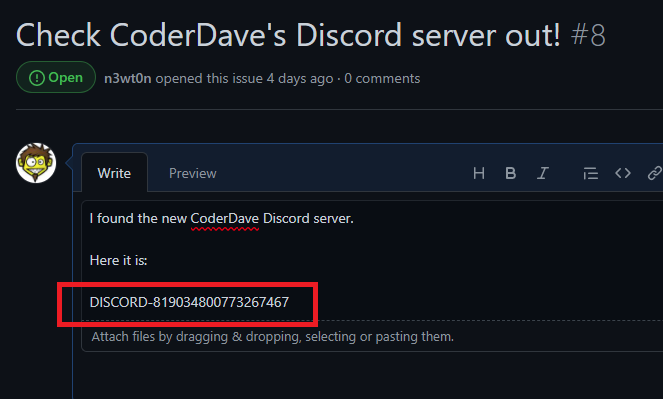 Check CoderDave's Discord server out! #8
Open n3wt0n opened this issue 4 days ago · 0 comments
Write Preview H B I
I found the new CoderDave Discord server.
Here it is:
DISCORD-819034800773267467
Attach files by dragging & dropping, selecting or pasting them.